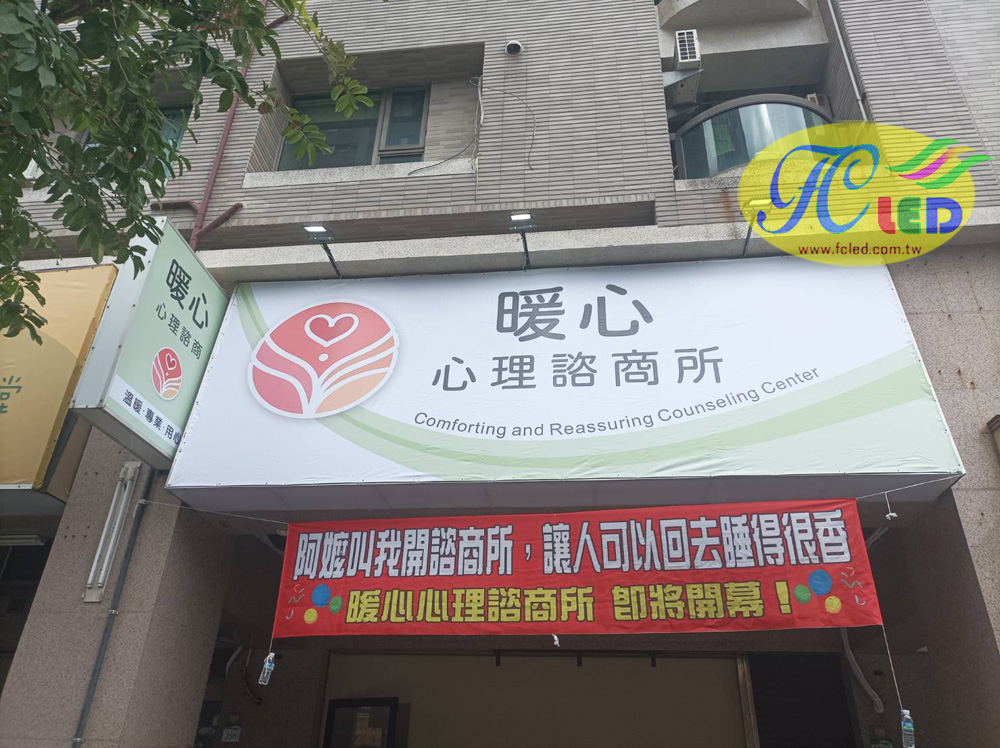 FC LED
www.fcled.com.tw
暖心
心理諮商
溫暖·專業·用心
暖心
心理諮商所
Comforting and Reassuring Counseling Center
阿嬤叫我開諮商所，讓人可以回去睡得很香
暖心心理諮商所 即將開幕！